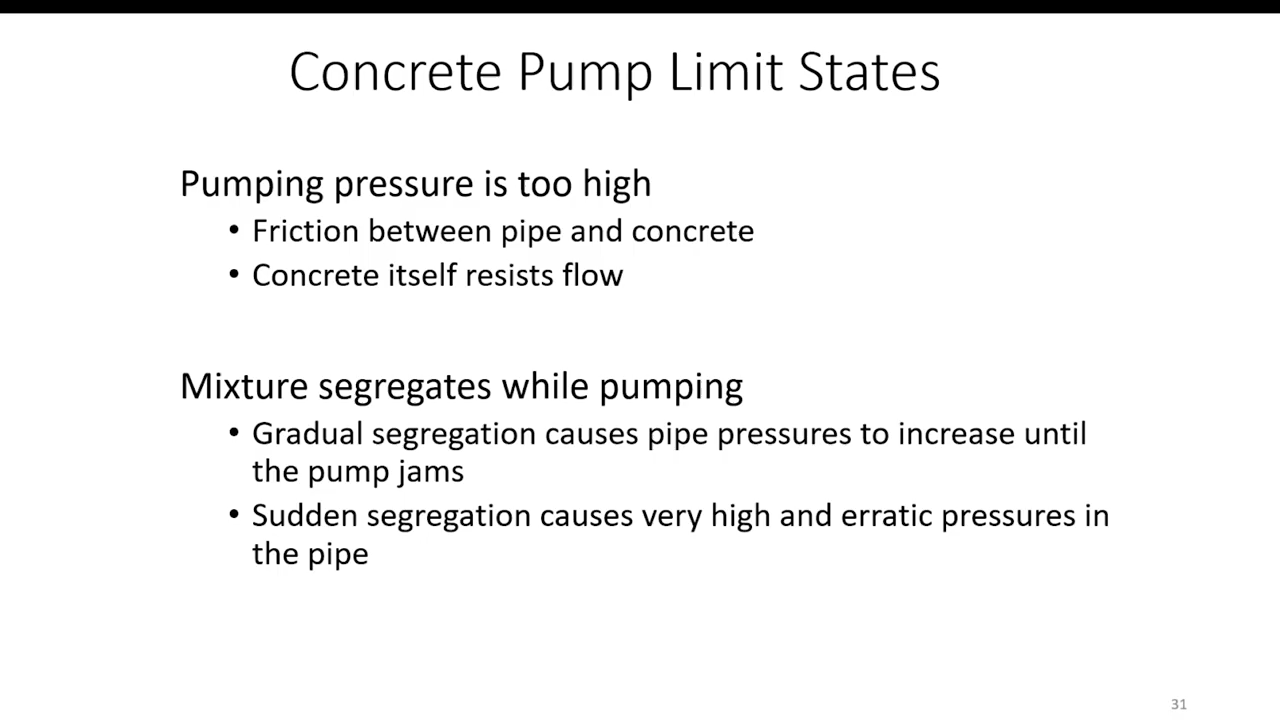 Concrete Pump Limit States
Pumping pressure is too high
• Friction between pipe and concrete
• Concrete itself resists flow
Mixture segregates while pumping
• Gradual segregation causes pipe pressures to increase until
the pump jams
• Sudden segregation causes very high and erratic pressures in
the pipe
31